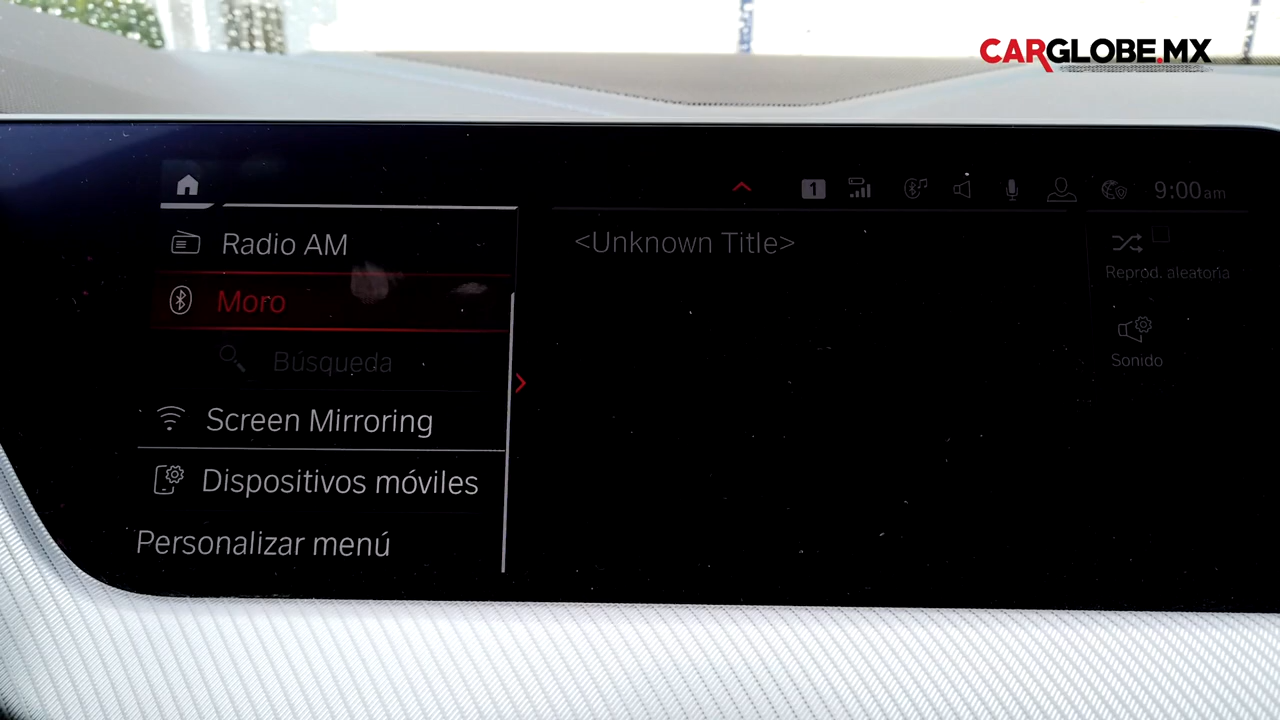 CARGLOBE.MX
1
9:00am
Radio AM
Moro
Búsqueda
Screen Mirroring
Dispositivos móviles
Personalizar menú
<Unknown Title>
Reprod. aleatoria
Sonido